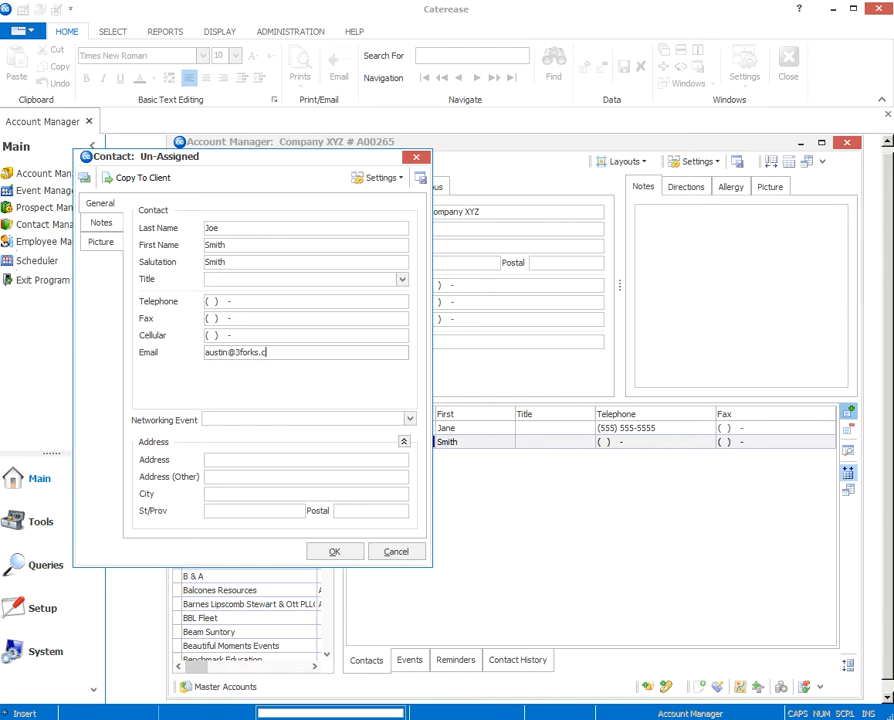 Caterease
?
HOME SELECT REPORTS DISPLAY ADMINISTRATION HELP
Paste
Cut
Copy
Undo
Clipboard
Times New Roman 10
A A
B I U A
Basic Text Editing
Prints
Email
Print/Email
Search For
Navigation
Navigate
Find
Data
Windows
Settings
Close
Windows
Account Manager
Main
Account Man
Event Manage
Prospect Man
Contact Mana
Employee Ma
Scheduler
Exit Program
Main
Tools
Queries
Setup
System
Account Manager: Company XYZ # A00265
Layouts
Settings
us
Notes Directions Allergy Picture
ompany XYZ
Postal
) -
) -
) -
Contact: Un-Assigned
Copy To Client
Settings
General
Notes
Picture
Contact
Last Name Joe
First Name Smith
Salutation Smith
Title
Telephone ( ) -
Fax ( ) -
Cellular ( ) -
Email austin@3forks.c
Networking Event
Address
Address
Address (Other)
City
St/Prov Postal
OK Cancel
First Title Telephone Fax
Jane (555) 555-5555 ( ) -
Smith ( ) - ( ) -
B & A
Balcones Resources
Barnes Lipscomb Stewart & Ott PLLC
BBL Fleet
Beam Suntory
Beautiful Moments Events
Benchmark Education
Master Accounts
Contacts Events Reminders Contact History
Insert
Account Manager
CAPS NUM SCRL INS